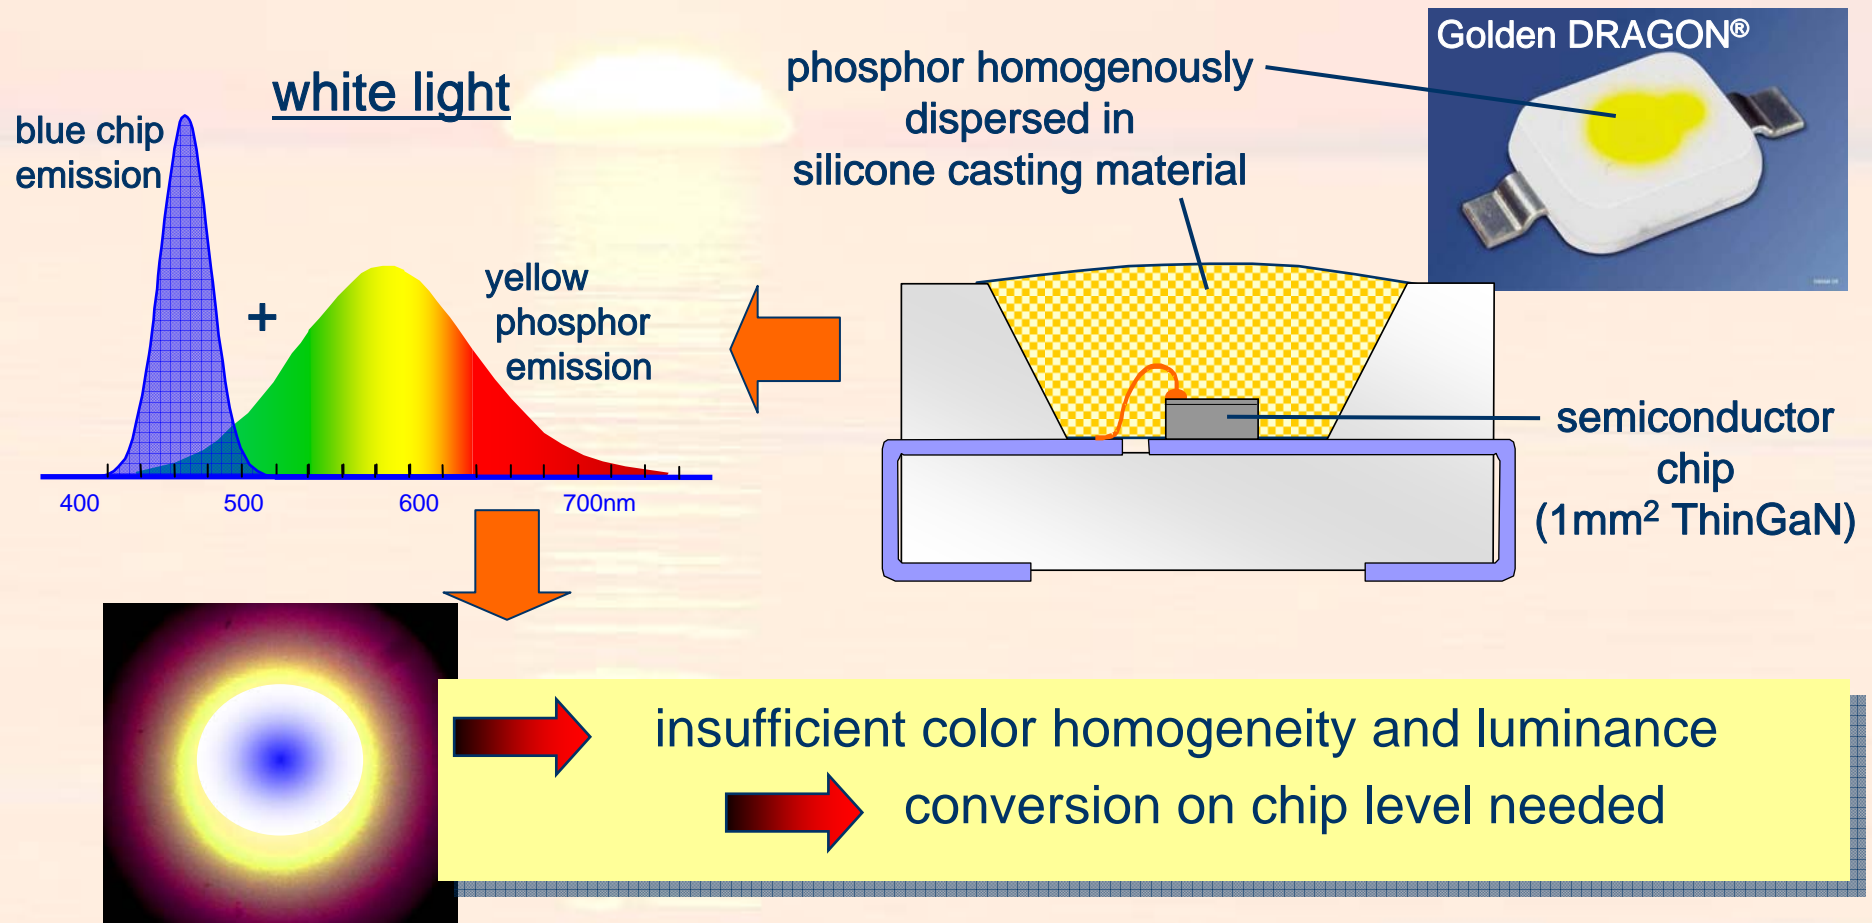 white light
blue chip
emission
+
yellow
phosphor
emission
400 500 600 700nm
phosphor homogenously
dispersed in
silicone casting material
Golden DRAGON®
semiconductor
chip
(1mm² ThinGaN)
insufficient color homogeneity and luminance
conversion on chip level needed